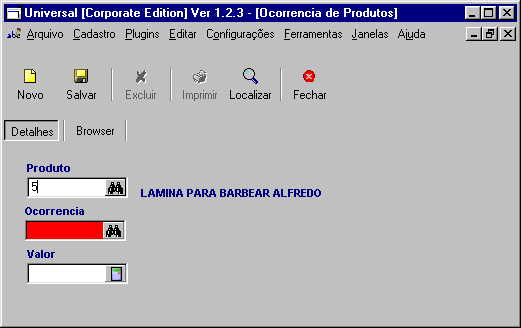 Universal [Corporate Edition] Ver 1.2.3 - [Ocorrencia de Produtos]
Arquivo Cadastro Plugins Editar Configurações Ferramentas Janelas Ajuda
Novo Salvar Excluir Imprimir Localizar Fechar
Detalhes Browser
Produto
5 LAMINA PARA BARBEAR ALFREDO
Ocorrencia
Valor